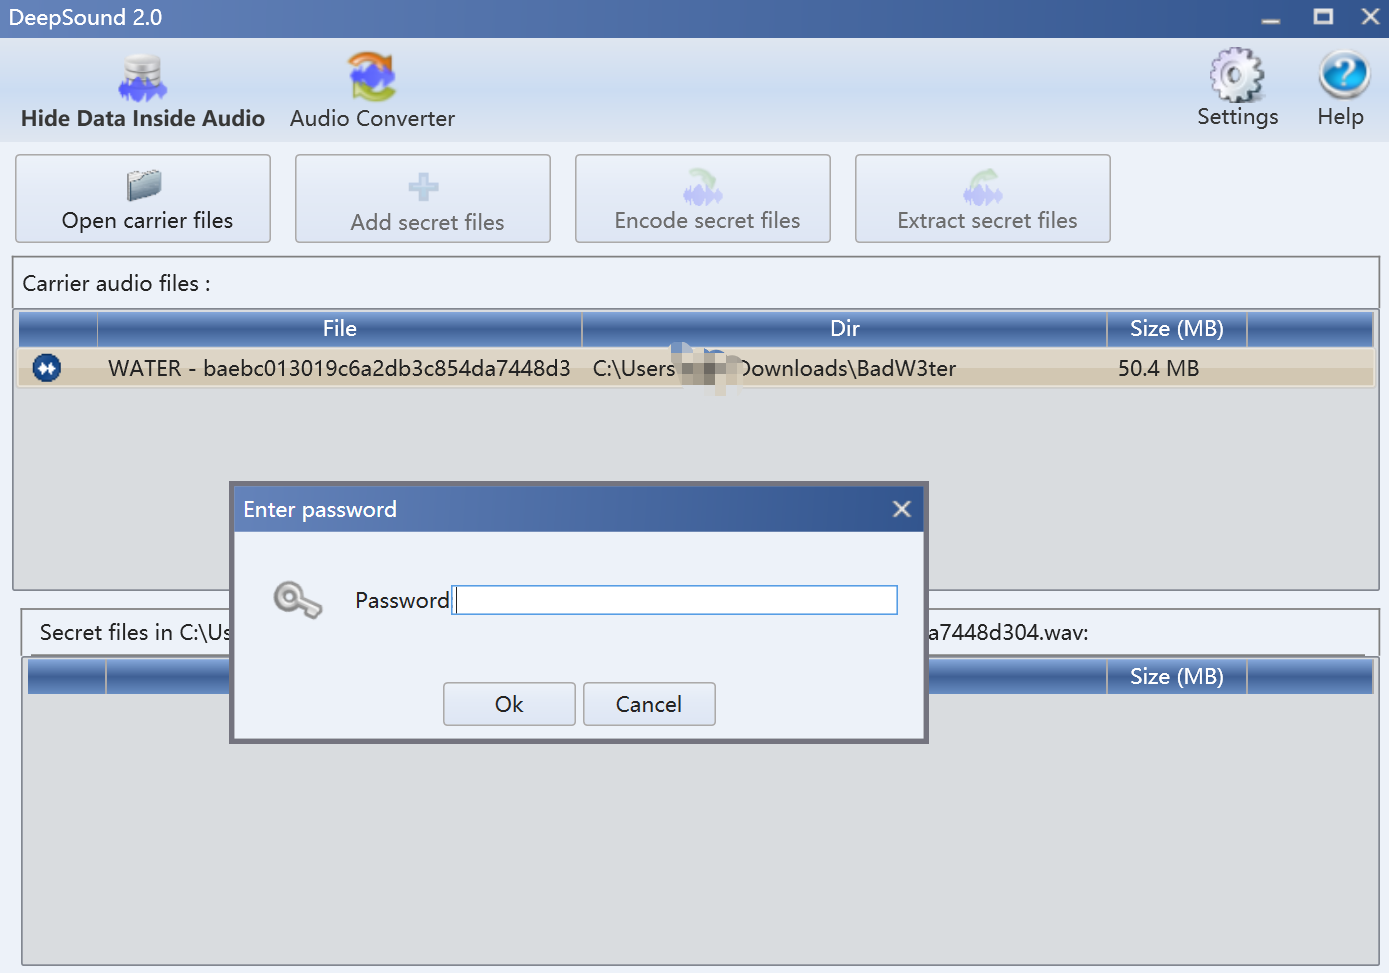 DeepSound 2.0
Hide Data Inside Audio
Audio Converter
Settings
Help
Open carrier files
Add secret files
Encode secret files
Extract secret files
Carrier audio files :
File Dir Size (MB)
WATER - baebc013019c6a2db3c854da7448d3 C:\Users Downloads\BadW3ter 50.4 MB
Enter password
Password
Ok Cancel
Secret files in C:\Us a7448d304.wav:
Size (MB)